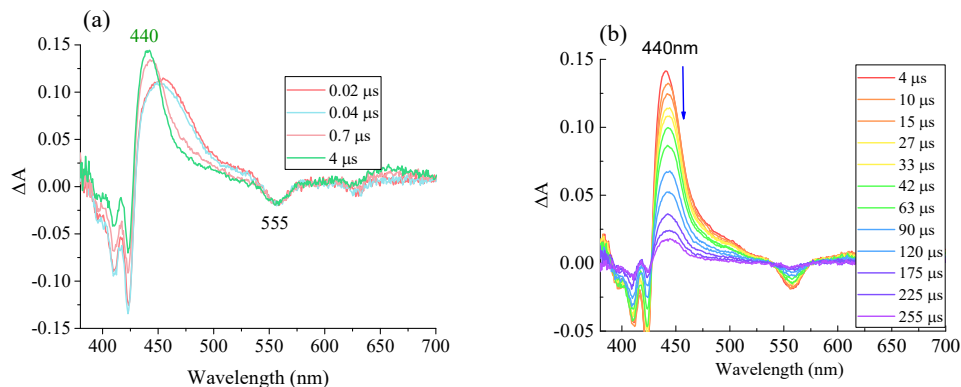 (a)
440
0.15
0.10
0.05
0.00
-0.05
-0.10
-0.15
ΔA
0.02 μs
0.04 μs
0.7 μs
4 μs
555
400 450 500 550 600 650 700
Wavelength (nm)
(b)
440nm
0.15
0.10
0.05
0.00
-0.05
ΔA
4 μs
10 μs
15 μs
27 μs
33 μs
42 μs
63 μs
90 μs
120 μs
175 μs
225 μs
255 μs
400 450 500 550 600 650 700
Wavelength (nm)